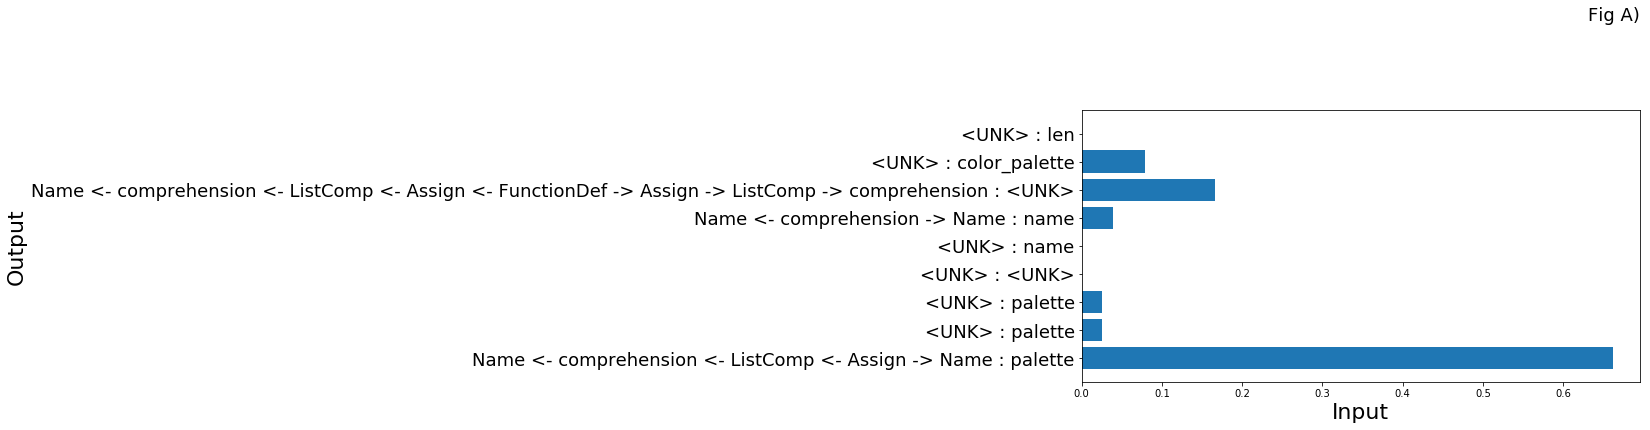 Fig A)
<UNK> : len
<UNK> : color_palette
Name <- comprehension <- ListComp <- Assign <- FunctionDef -> Assign -> ListComp -> comprehension : <UNK>
Name <- comprehension -> Name : name
<UNK> : name
<UNK> : <UNK>
<UNK> : palette
<UNK> : palette
Name <- comprehension <- ListComp <- Assign -> Name : palette
Output
0.0 0.1 0.2 0.3 0.4 0.5 0.6
Input